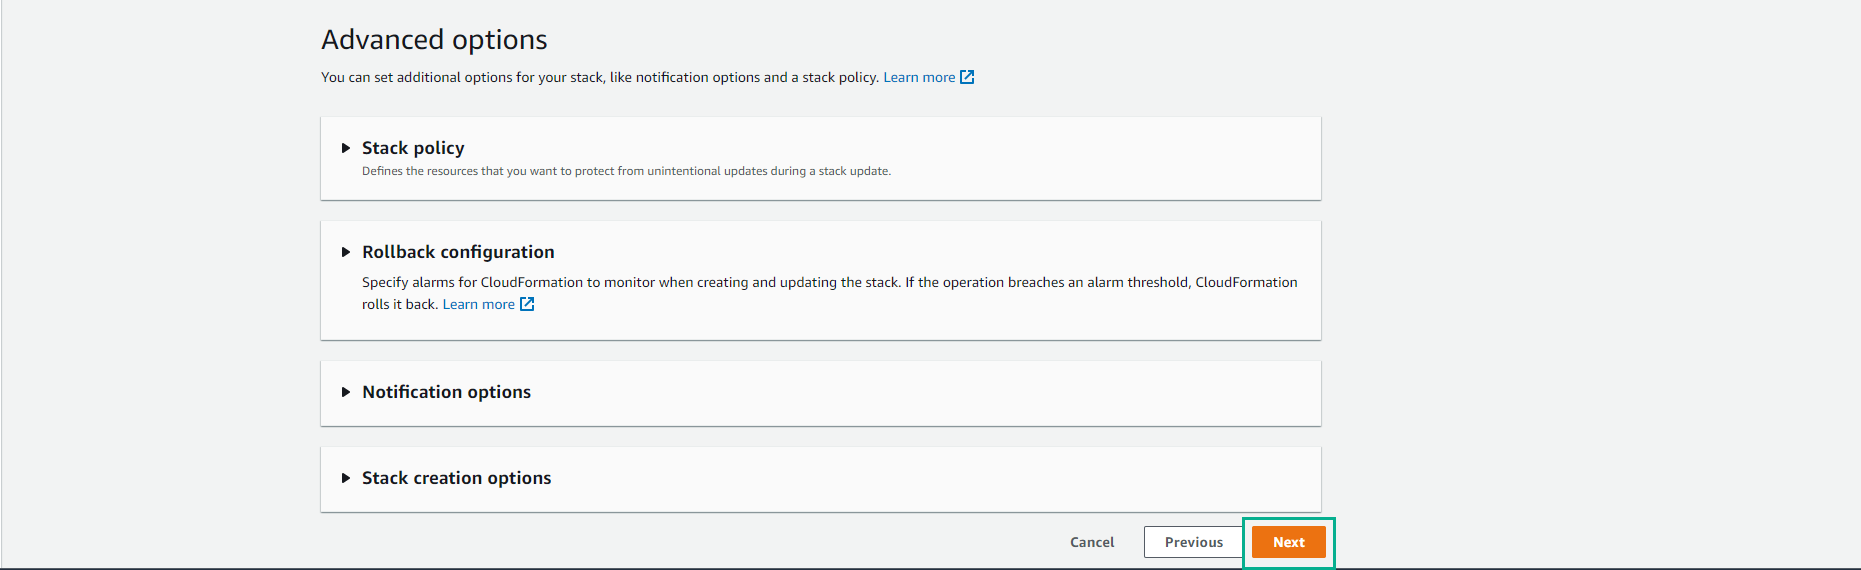 Advanced options
You can set additional options for your stack, like notification options and a stack policy. Learn more
Stack policy
Defines the resources that you want to protect from unintentional updates during a stack update.
Rollback configuration
Specify alarms for CloudFormation to monitor when creating and updating the stack. If the operation breaches an alarm threshold, CloudFormation
rolls it back. Learn more
Notification options
Stack creation options
Cancel Previous Next